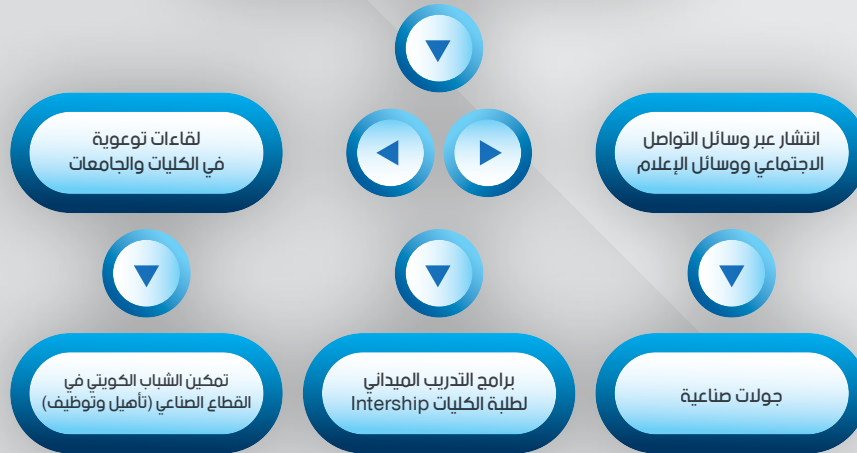 انتشار عبر وسائل التواصل
الاجتماعي ووسائل الإعلام
لقاءات توعوية
في الكليات والجامعات
جولات صناعية
برامج التدريب الميداني
لطلبة الكليات Intership
تمكين الشباب الكويتي في
القطاع الصناعي (تأهيل وتوظيف)